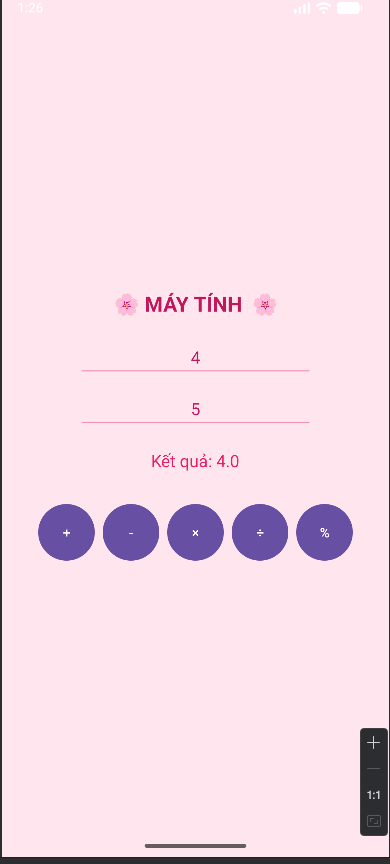 1:26
🌸 MÁY TÍNH 🌸
4
5
Kết quả: 4.0
+ - × ÷ %
1:1